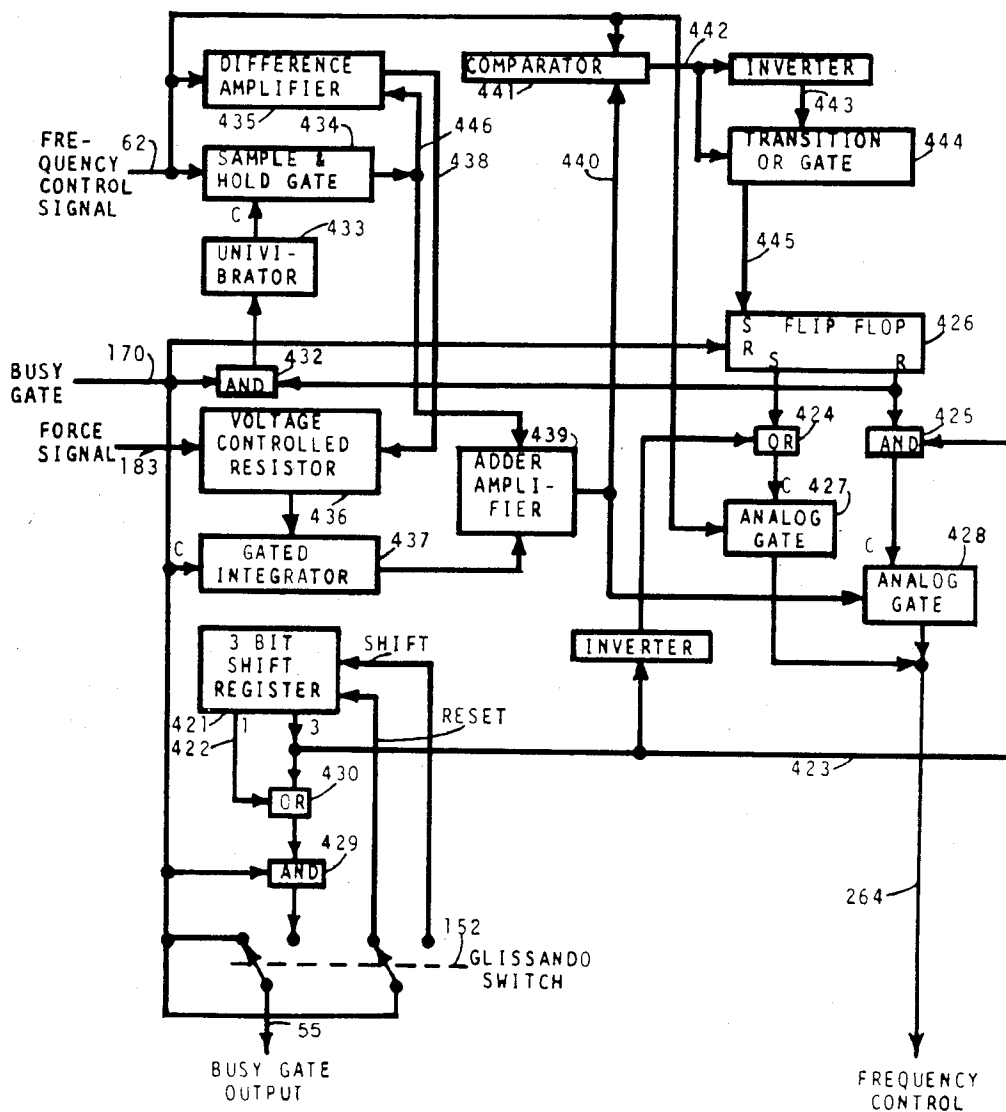 442
DIFFERENCE
AMPLIFIER
COMPARATOR
441
INVERTER
443
435
434
446
438
FRE-
QUENCY
CONTROL
SIGNAL
62
SAMPLE &
HOLD GATE
440
TRANSITION
OR GATE
444
C
433
UNIVI-
BRATOR
445
S
FLIP FLOP
R
S
R
426
170
BUSY
GATE
432
AND
FORCE
SIGNAL
183
VOLTAGE
CONTROLLED
RESISTOR
436
439
ADDER
AMPLI-
FIER
424
OR
425
AND
C
427
ANALOG
GATE
C
437
GATED
INTEGRATOR
C
428
ANALOG
GATE
3 BIT
SHIFT
REGISTER
SHIFT
INVERTER
421
1
3
RESET
422
423
430
OR
429
AND
264
152
GLISSANDO
SWITCH
55
BUSY GATE
OUTPUT
FREQUENCY
CONTROL